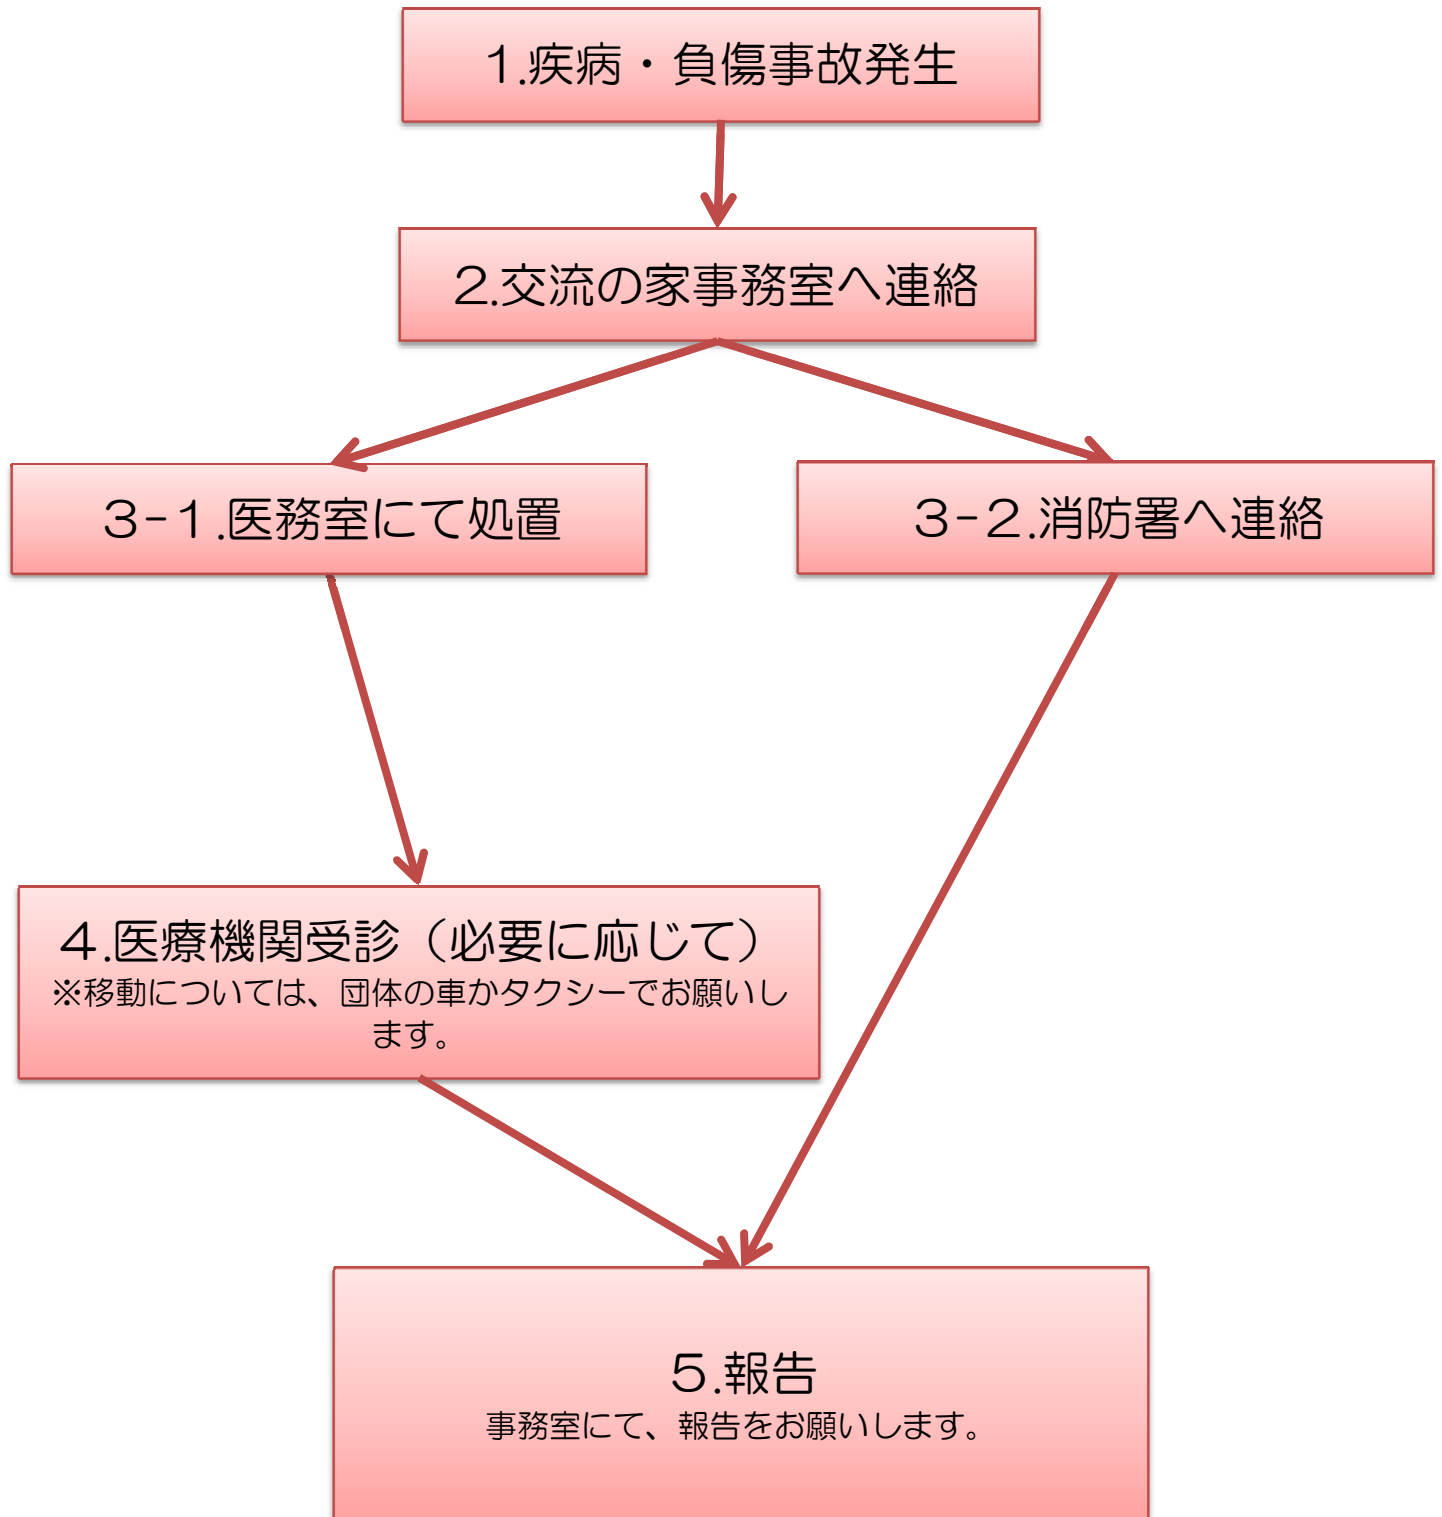 1.疾病・負傷事故発生
2.交流の家事務室へ連絡
3-1.医務室にて処置
3-2.消防署へ連絡
4.医療機関受診（必要に応じて）
※移動については、団体の車かタクシーでお願いし
ます。
5.報告
事務室にて、報告をお願いします。